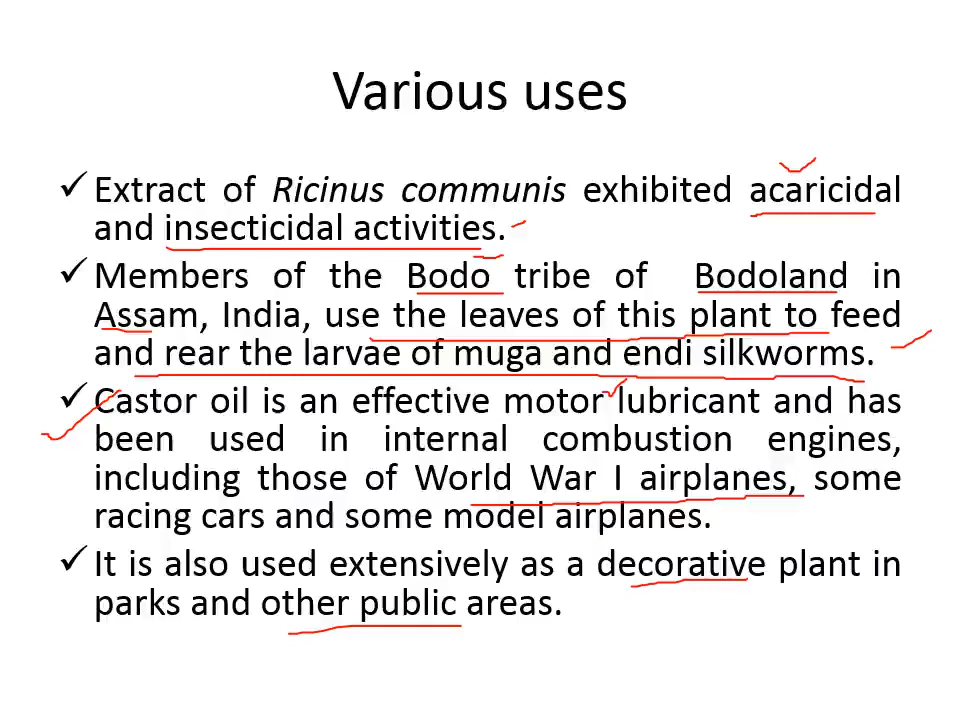 Various uses
✓ Extract of Ricinus communis exhibited acaricidal
and insecticidal activities.
✓ Members of the Bodo tribe of Bodoland in
Assam, India, use the leaves of this plant to feed
and rear the larvae of muga and endi silkworms.
✓ Castor oil is an effective motor lubricant and has
been used in internal combustion engines,
including those of World War I airplanes, some
racing cars and some model airplanes.
✓ It is also used extensively as a decorative plant in
parks and other public areas.